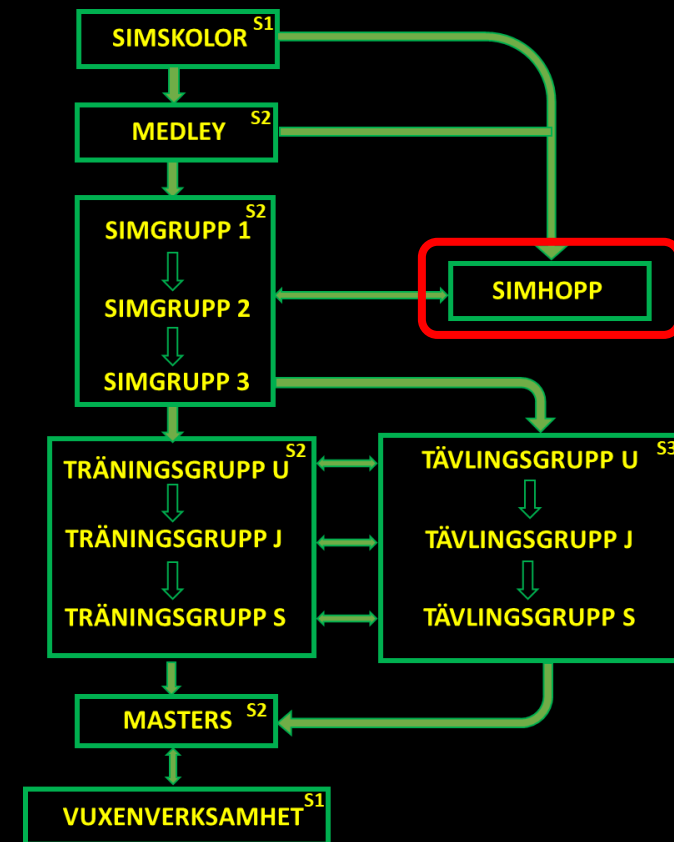 SIMSKOLOR S1
MEDLEY S2
S2
SIMGRUPP 1
SIMGRUPP 2
SIMGRUPP 3
SIMHOPP
TRÄNINGSGRUPP U S2
TRÄNINGSGRUPP J
TRÄNINGSGRUPP S
TÄVLINGSGRUPP U S3
TÄVLINGSGRUPP J
TÄVLINGSGRUPP S
MASTERS S2
VUXENVERKSAMHET S1